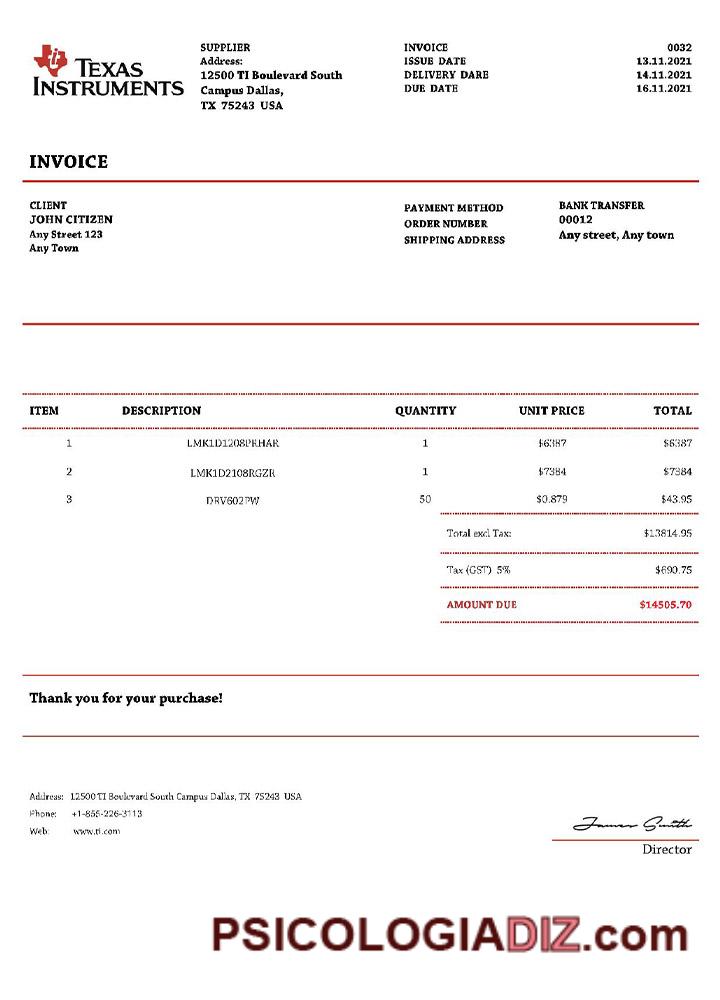 TEXAS
INSTRUMENTS
SUPPLIER
Address:
12500 TI Boulevard South
Campus Dallas,
TX 75243 USA
INVOICE 0032
ISSUE DATE 13.11.2021
DELIVERY DARE 14.11.2021
DUE DATE 16.11.2021
INVOICE
CLIENT
JOHN CITIZEN
Any Street 123
Any Town
PAYMENT METHOD BANK TRANSFER
ORDER NUMBER 00012
SHIPPING ADDRESS Any street, Any town
ITEM DESCRIPTION QUANTITY UNIT PRICE TOTAL
1 LMK1D1208PRHAR 1 $6387 $6387
2 LMK1D2108RGZR 1 $7384 $7384
3 DRV602PW 50 $0.879 $43.95
Total excl Tax: $13814.95
Tax (GST) 5% $690.75
AMOUNT DUE $14505.70
Thank you for your purchase!
Address: 12500 TI Boulevard South Campus Dallas, TX 75243 USA
Phone: +1-855-226-3113
Web: www.ti.com
James Smith
Director
PSICOLOGIADIZ.com